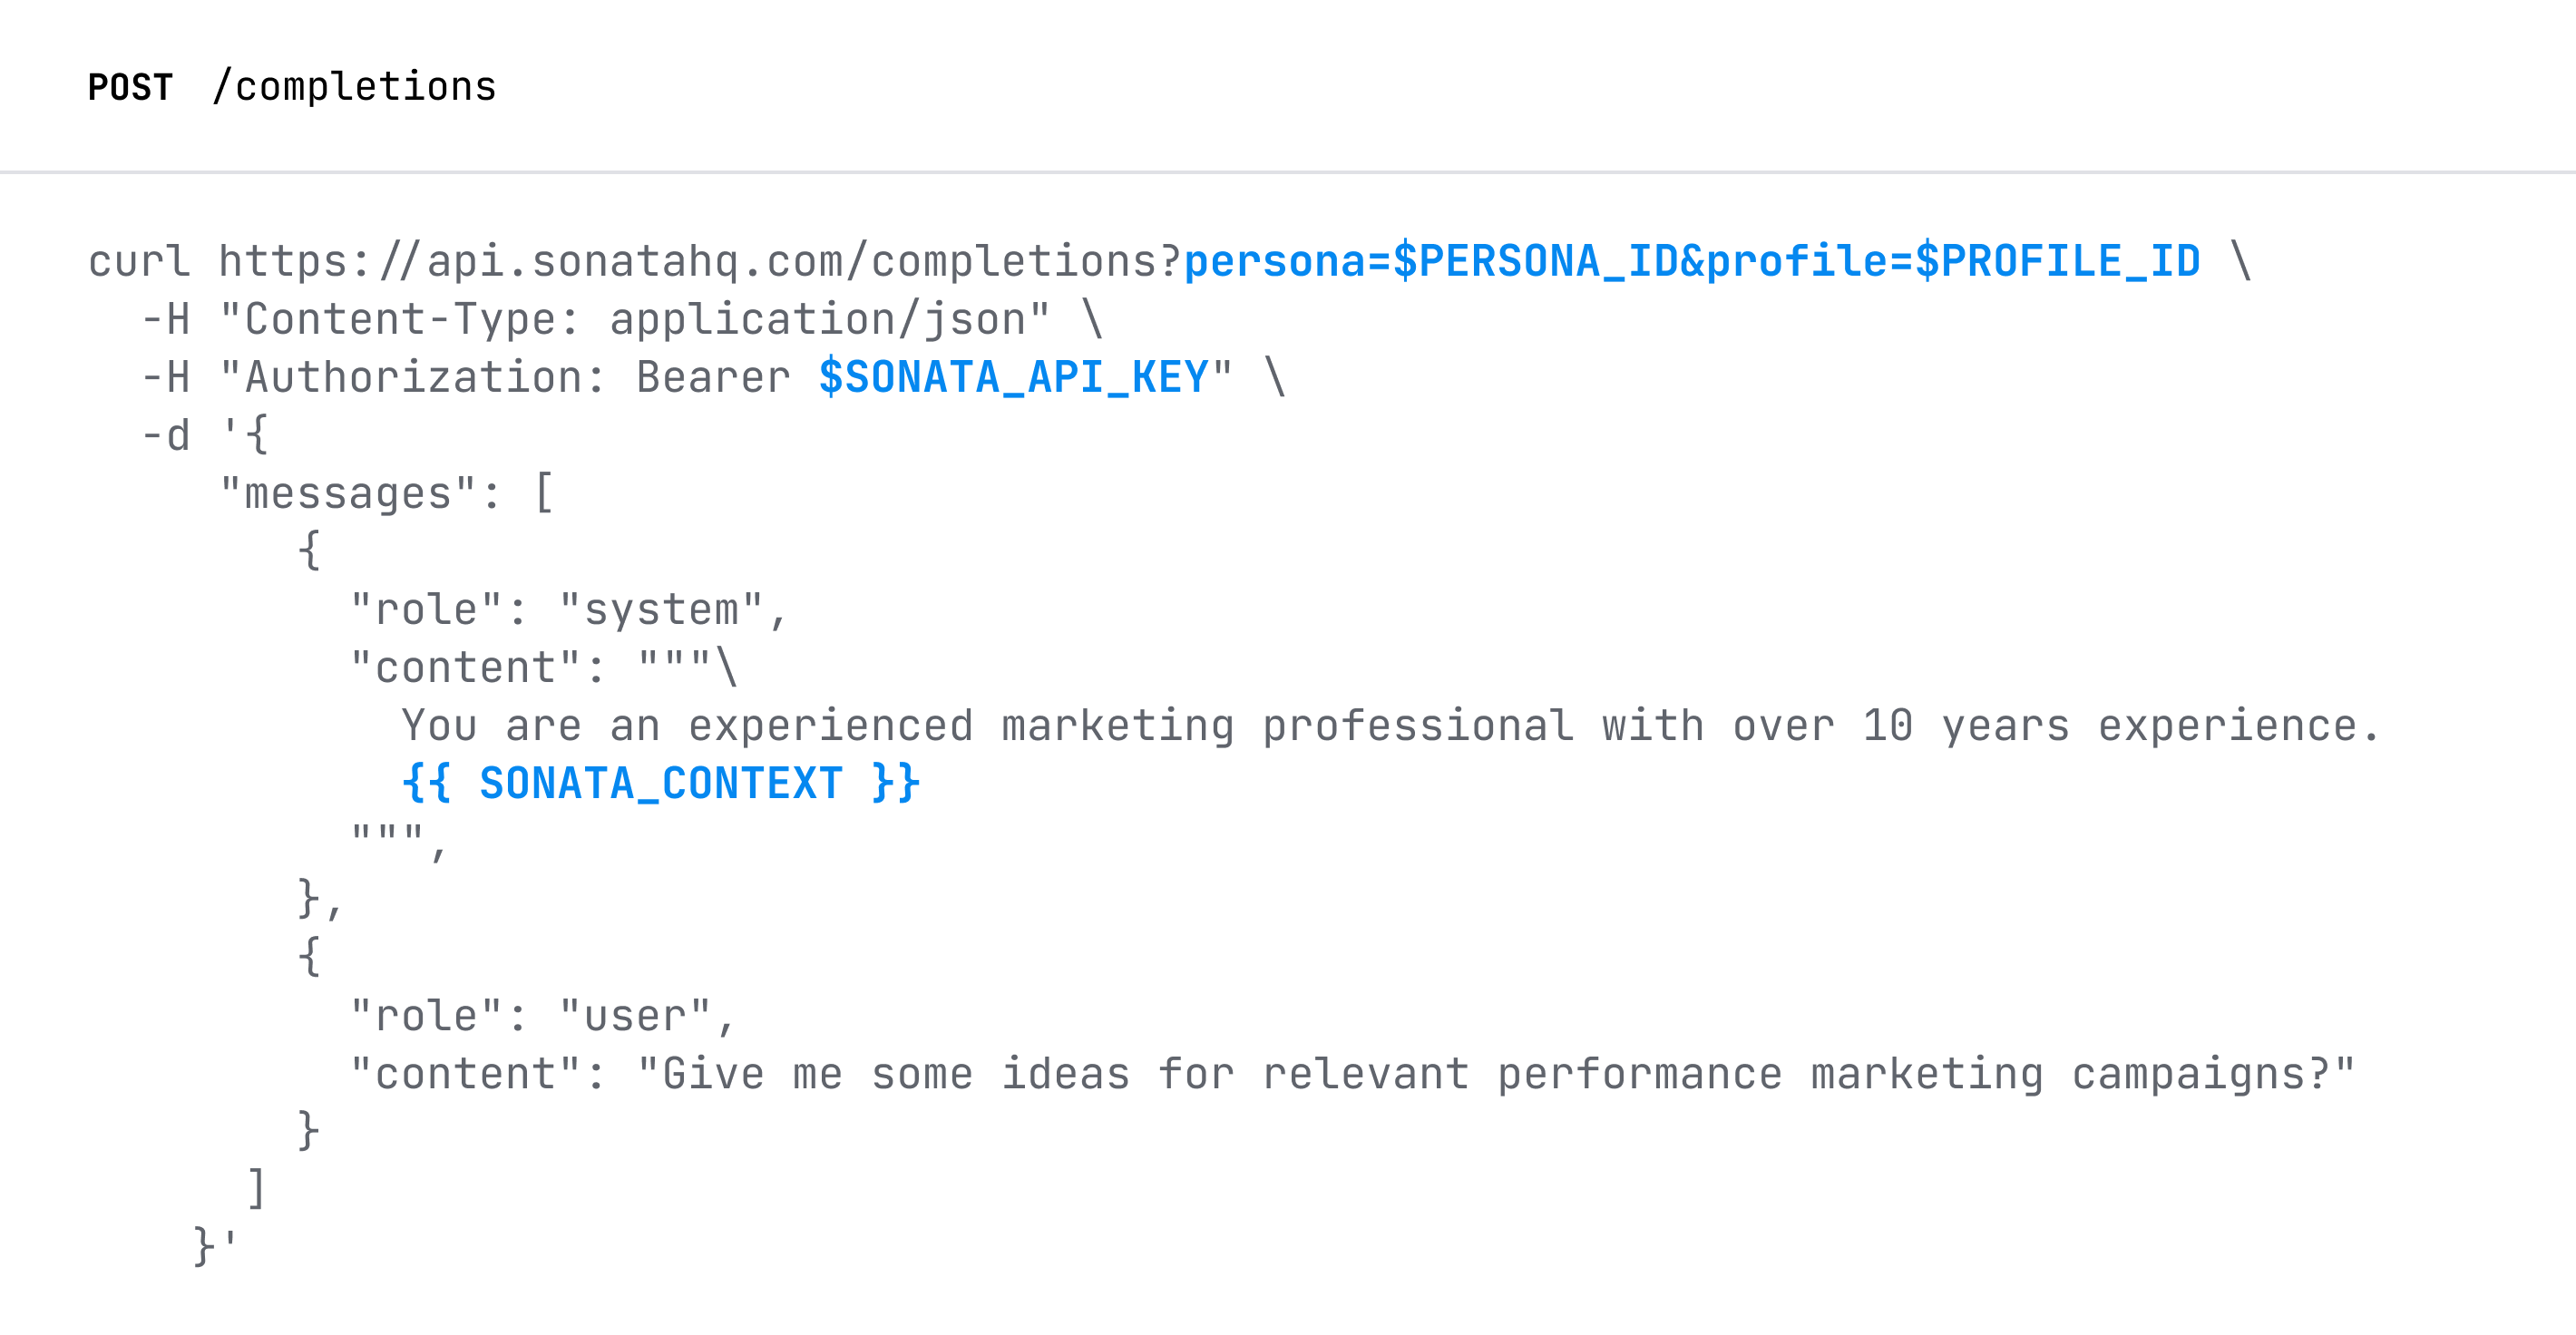 POST /completions
curl https://api.sonatahq.com/completions?persona=$PERSONA_ID&profile=$PROFILE_ID \
  -H "Content-Type: application/json" \
  -H "Authorization: Bearer $SONATA_API_KEY" \
  -d '{
     "messages": [
        {
          "role": "system",
          "content": """\
            You are an experienced marketing professional with over 10 years experience.
            {{ SONATA_CONTEXT }}
          """,
        },
        {
          "role": "user",
          "content": "Give me some ideas for relevant performance marketing campaigns?"
        }
      ]
    }'